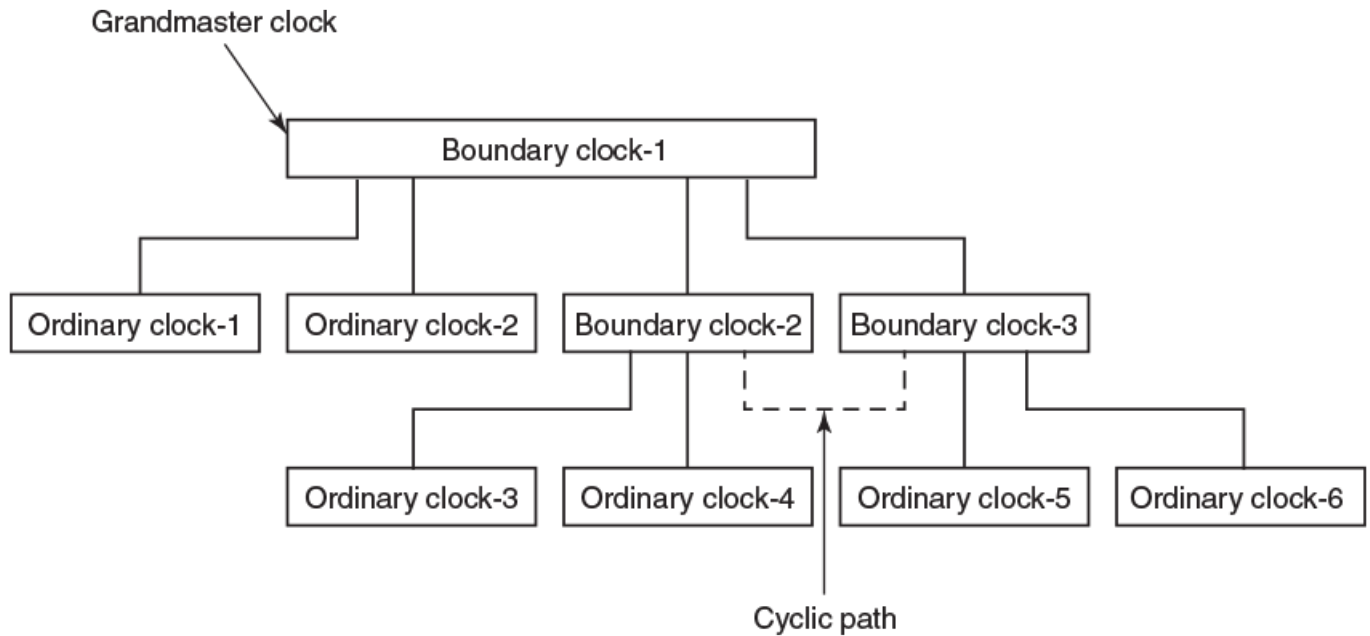 Grandmaster clock
Boundary clock-1
Ordinary clock-1
Ordinary clock-2
Boundary clock-2
Boundary clock-3
Ordinary clock-3
Ordinary clock-4
Ordinary clock-5
Ordinary clock-6
Cyclic path